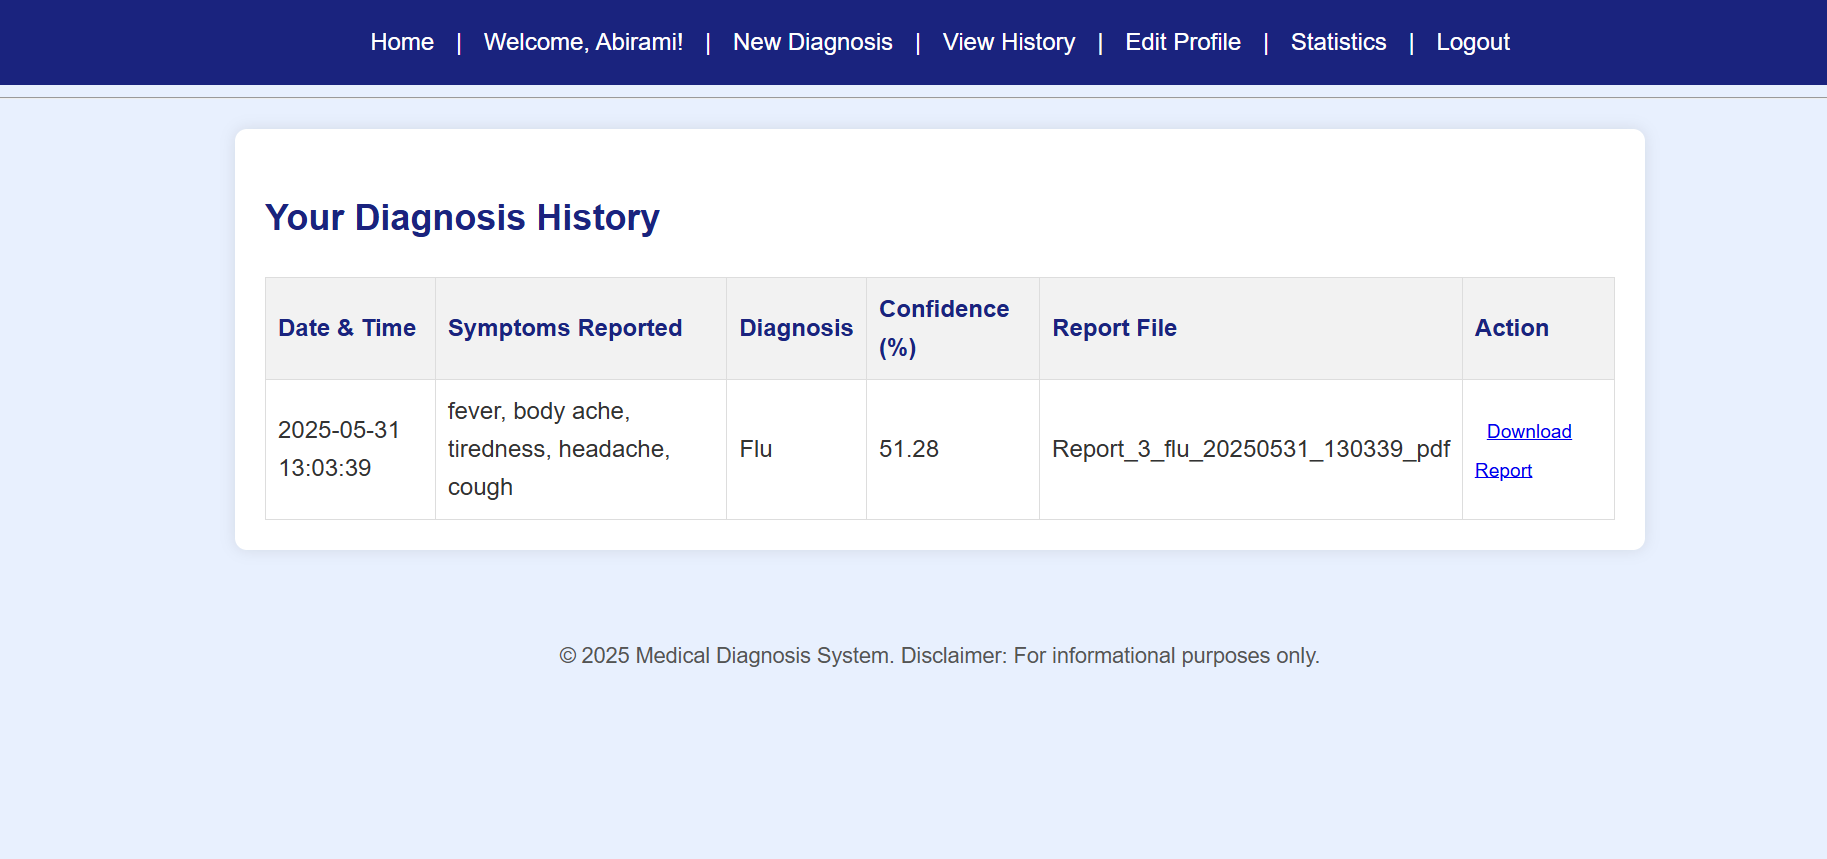 Home | Welcome, Abirami! | New Diagnosis | View History | Edit Profile | Statistics | Logout
Your Diagnosis History
Date & Time Symptoms Reported Diagnosis Confidence (%) Report File Action
2025-05-31
13:03:39
fever, body ache,
tiredness, headache,
cough
Flu
51.28
Report_3_flu_20250531_130339_pdf
Download
Report
© 2025 Medical Diagnosis System. Disclaimer: For informational purposes only.